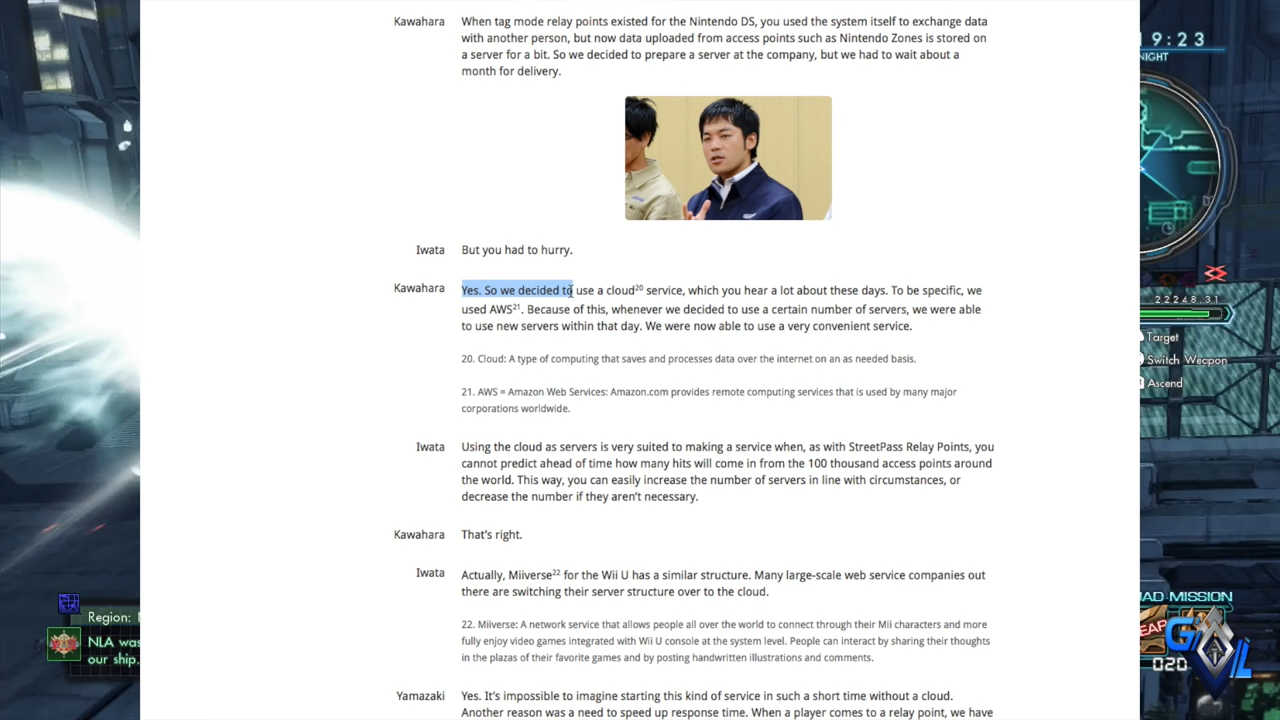 Kawahara When tag mode relay points existed for the Nintendo DS, you used the system itself to exchange data
with another person, but now data uploaded from access points such as Nintendo Zones is stored on
a server for a bit. So we decided to prepare a server at the company, but we had to wait about a
month for delivery.
Iwata But you had to hurry.
Kawahara Yes. So we decided to use a cloud20 service, which you hear a lot about these days. To be specific, we
used AWS21. Because of this, whenever we decided to use a certain number of servers, we were able
to use new servers within that day. We were now able to use a very convenient service.
20. Cloud: A type of computing that saves and processes data over the internet on an as needed basis.
21. AWS = Amazon Web Services: Amazon.com provides remote computing services that is used by many major
corporations worldwide.
Iwata Using the cloud as servers is very suited to making a service when, as with StreetPass Relay Points, you
cannot predict ahead of time how many hits will come in from the 100 thousand access points around
the world. This way, you can easily increase the number of servers in line with circumstances, or
decrease the number if they aren't necessary.
Kawahara That's right.
Iwata Actually, Miiverse22 for the Wii U has a similar structure. Many large-scale web service companies out
there are switching their server structure over to the cloud.
22. Miiverse: A network service that allows people all over the world to connect through their Mii characters and more
fully enjoy video games integrated with Wii U console at the system level. People can interact by sharing their thoughts
in the plazas of their favorite games and by posting handwritten illustrations and comments.
Yamazaki Yes. It's impossible to imagine starting this kind of service in such a short time without a cloud.
Another reason was a need to speed up response time. When a player comes to a relay point, we have
9:23
NIGHT
22248.31
Target
Switch Weapon
Ascend
Region:
NLA was
our ship.
AD MISSION
020